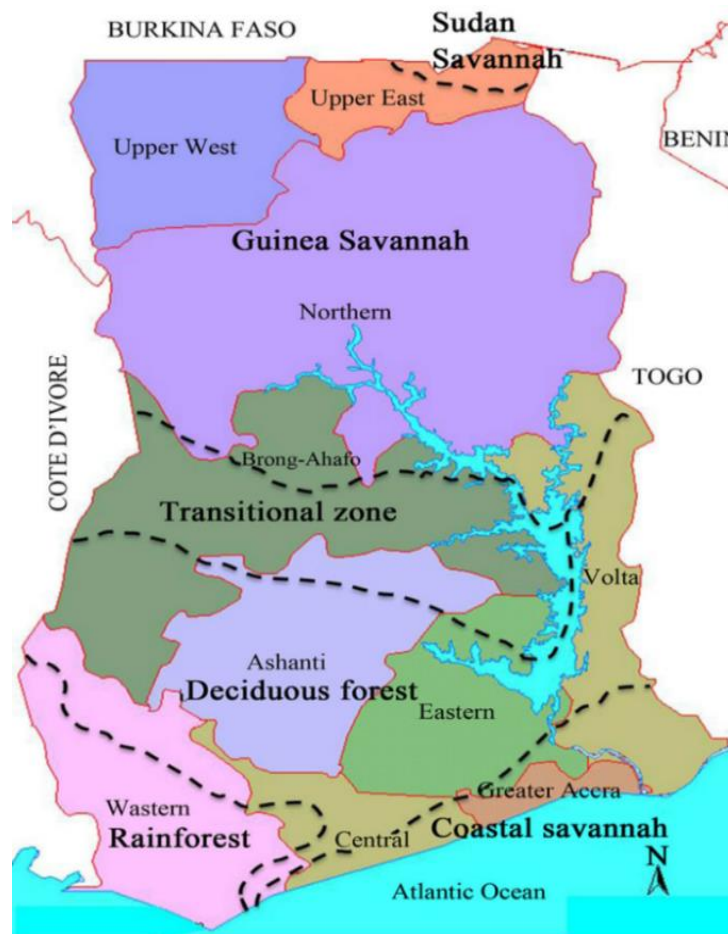 BURKINA FASO
Sudan
Savannah
Upper East
Upper West
BENIN
Guinea Savannah
Northern
TOGO
COTE D'IVORE
Brong-Ahafo
Transitional zone
Volta
Ashanti
Deciduous forest
Eastern
Greater Accra
Wastern
Rainforest
Central
Coastal savannah
N
Atlantic Ocean